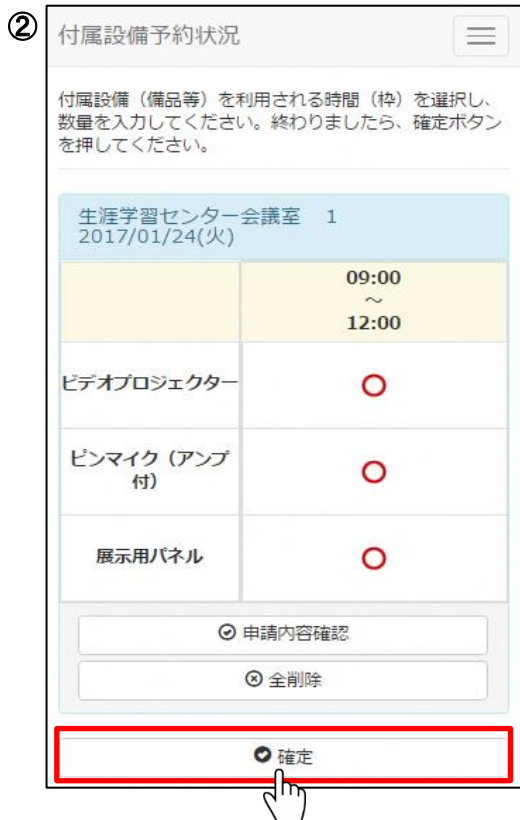 ②
付属設備予約状況
付属設備（備品等）を利用される時間（枠）を選択し、
数量を入力してください。終わりましたら、確定ボタン
を押してください。
生涯学習センター会議室　1
2017/01/24(火)
09:00
～
12:00
ビデオプロジェクター
ピンマイク（アンプ
付）
展示用パネル
申請内容確認
全削除
確定